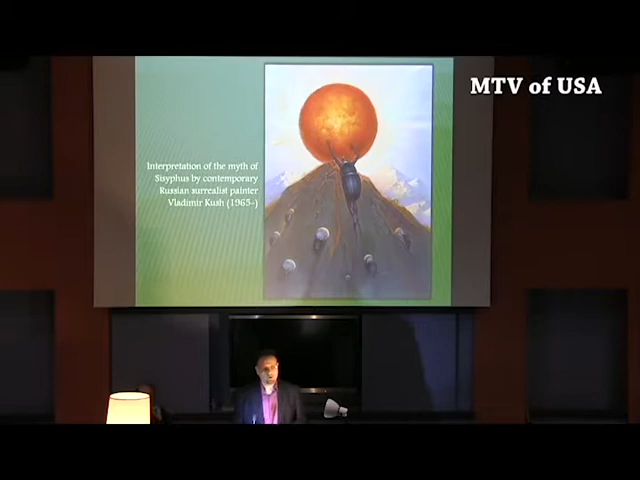 MTV of USA
Interpretation of the myth of
Sisyphus by contemporary
Russian surrealist painter
Vladimir Kush (1965-)